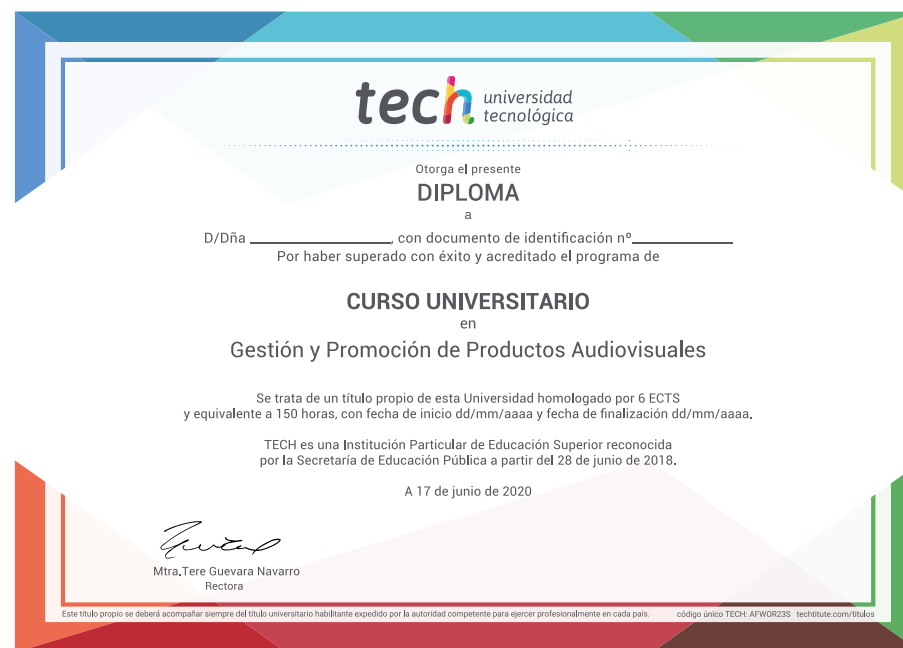 tech universidad
tecnológica
Otorga el presente
DIPLOMA
a
D/Dña ______________, con documento de identificación nº__________
Por haber superado con éxito y acreditado el programa de
CURSO UNIVERSITARIO
en
Gestión y Promoción de Productos Audiovisuales
Se trata de un título propio de esta Universidad homologado por 6 ECTS
y equivalente a 150 horas, con fecha de inicio dd/mm/aaaa y fecha de finalización dd/mm/aaaa.
TECH es una Institución Particular de Educación Superior reconocida
por la Secretaría de Educación Pública a partir del 28 de junio de 2018.
A 17 de junio de 2020
Mtra.Tere Guevara Navarro
Rectora
Este título propio se deberá acompañar siempre del título universitario habilitante expedido por la autoridad competente para ejercer profesionalmente en cada país. código único TECH: AFWOR23S techtitute.com/titulos